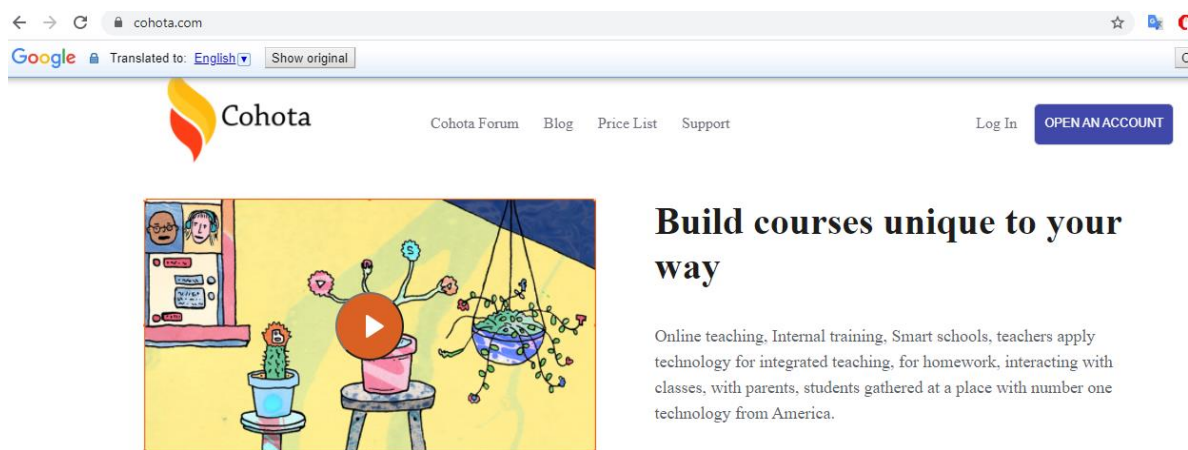 cohota.com
Google Translated to: English Show original
Cohota
Cohota Forum Blog Price List Support Log In OPEN AN ACCOUNT
Build courses unique to your
way
Online teaching, Internal training, Smart schools, teachers apply
technology for integrated teaching, for homework, interacting with
classes, with parents, students gathered at a place with number one
technology from America.